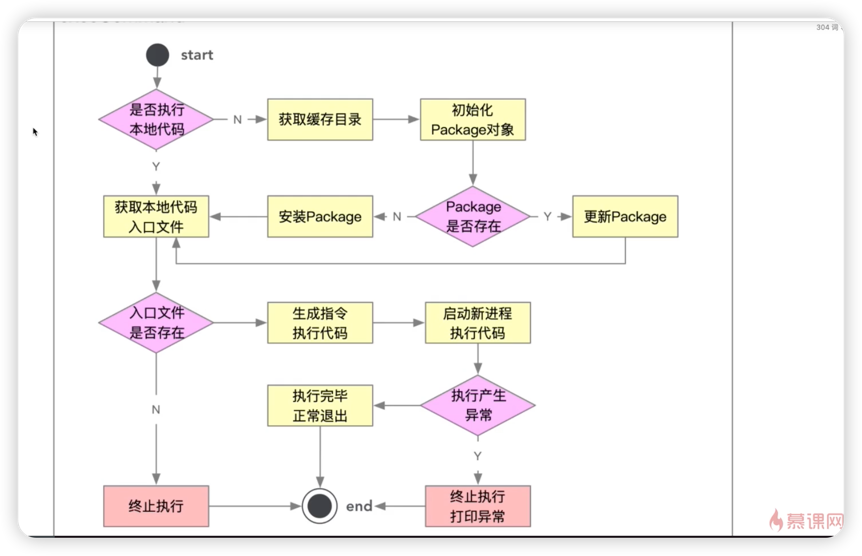 304 词
start
是否执行
本地代码
N
获取缓存目录
初始化
Package对象
Y
获取本地代码
入口文件
安装Package
N
Package
是否存在
Y
更新Package
入口文件
是否存在
生成指令
执行代码
启动新进程
执行代码
执行完毕
正常退出
执行产生
异常
N
Y
终止执行
end
终止执行
打印异常
慕课网